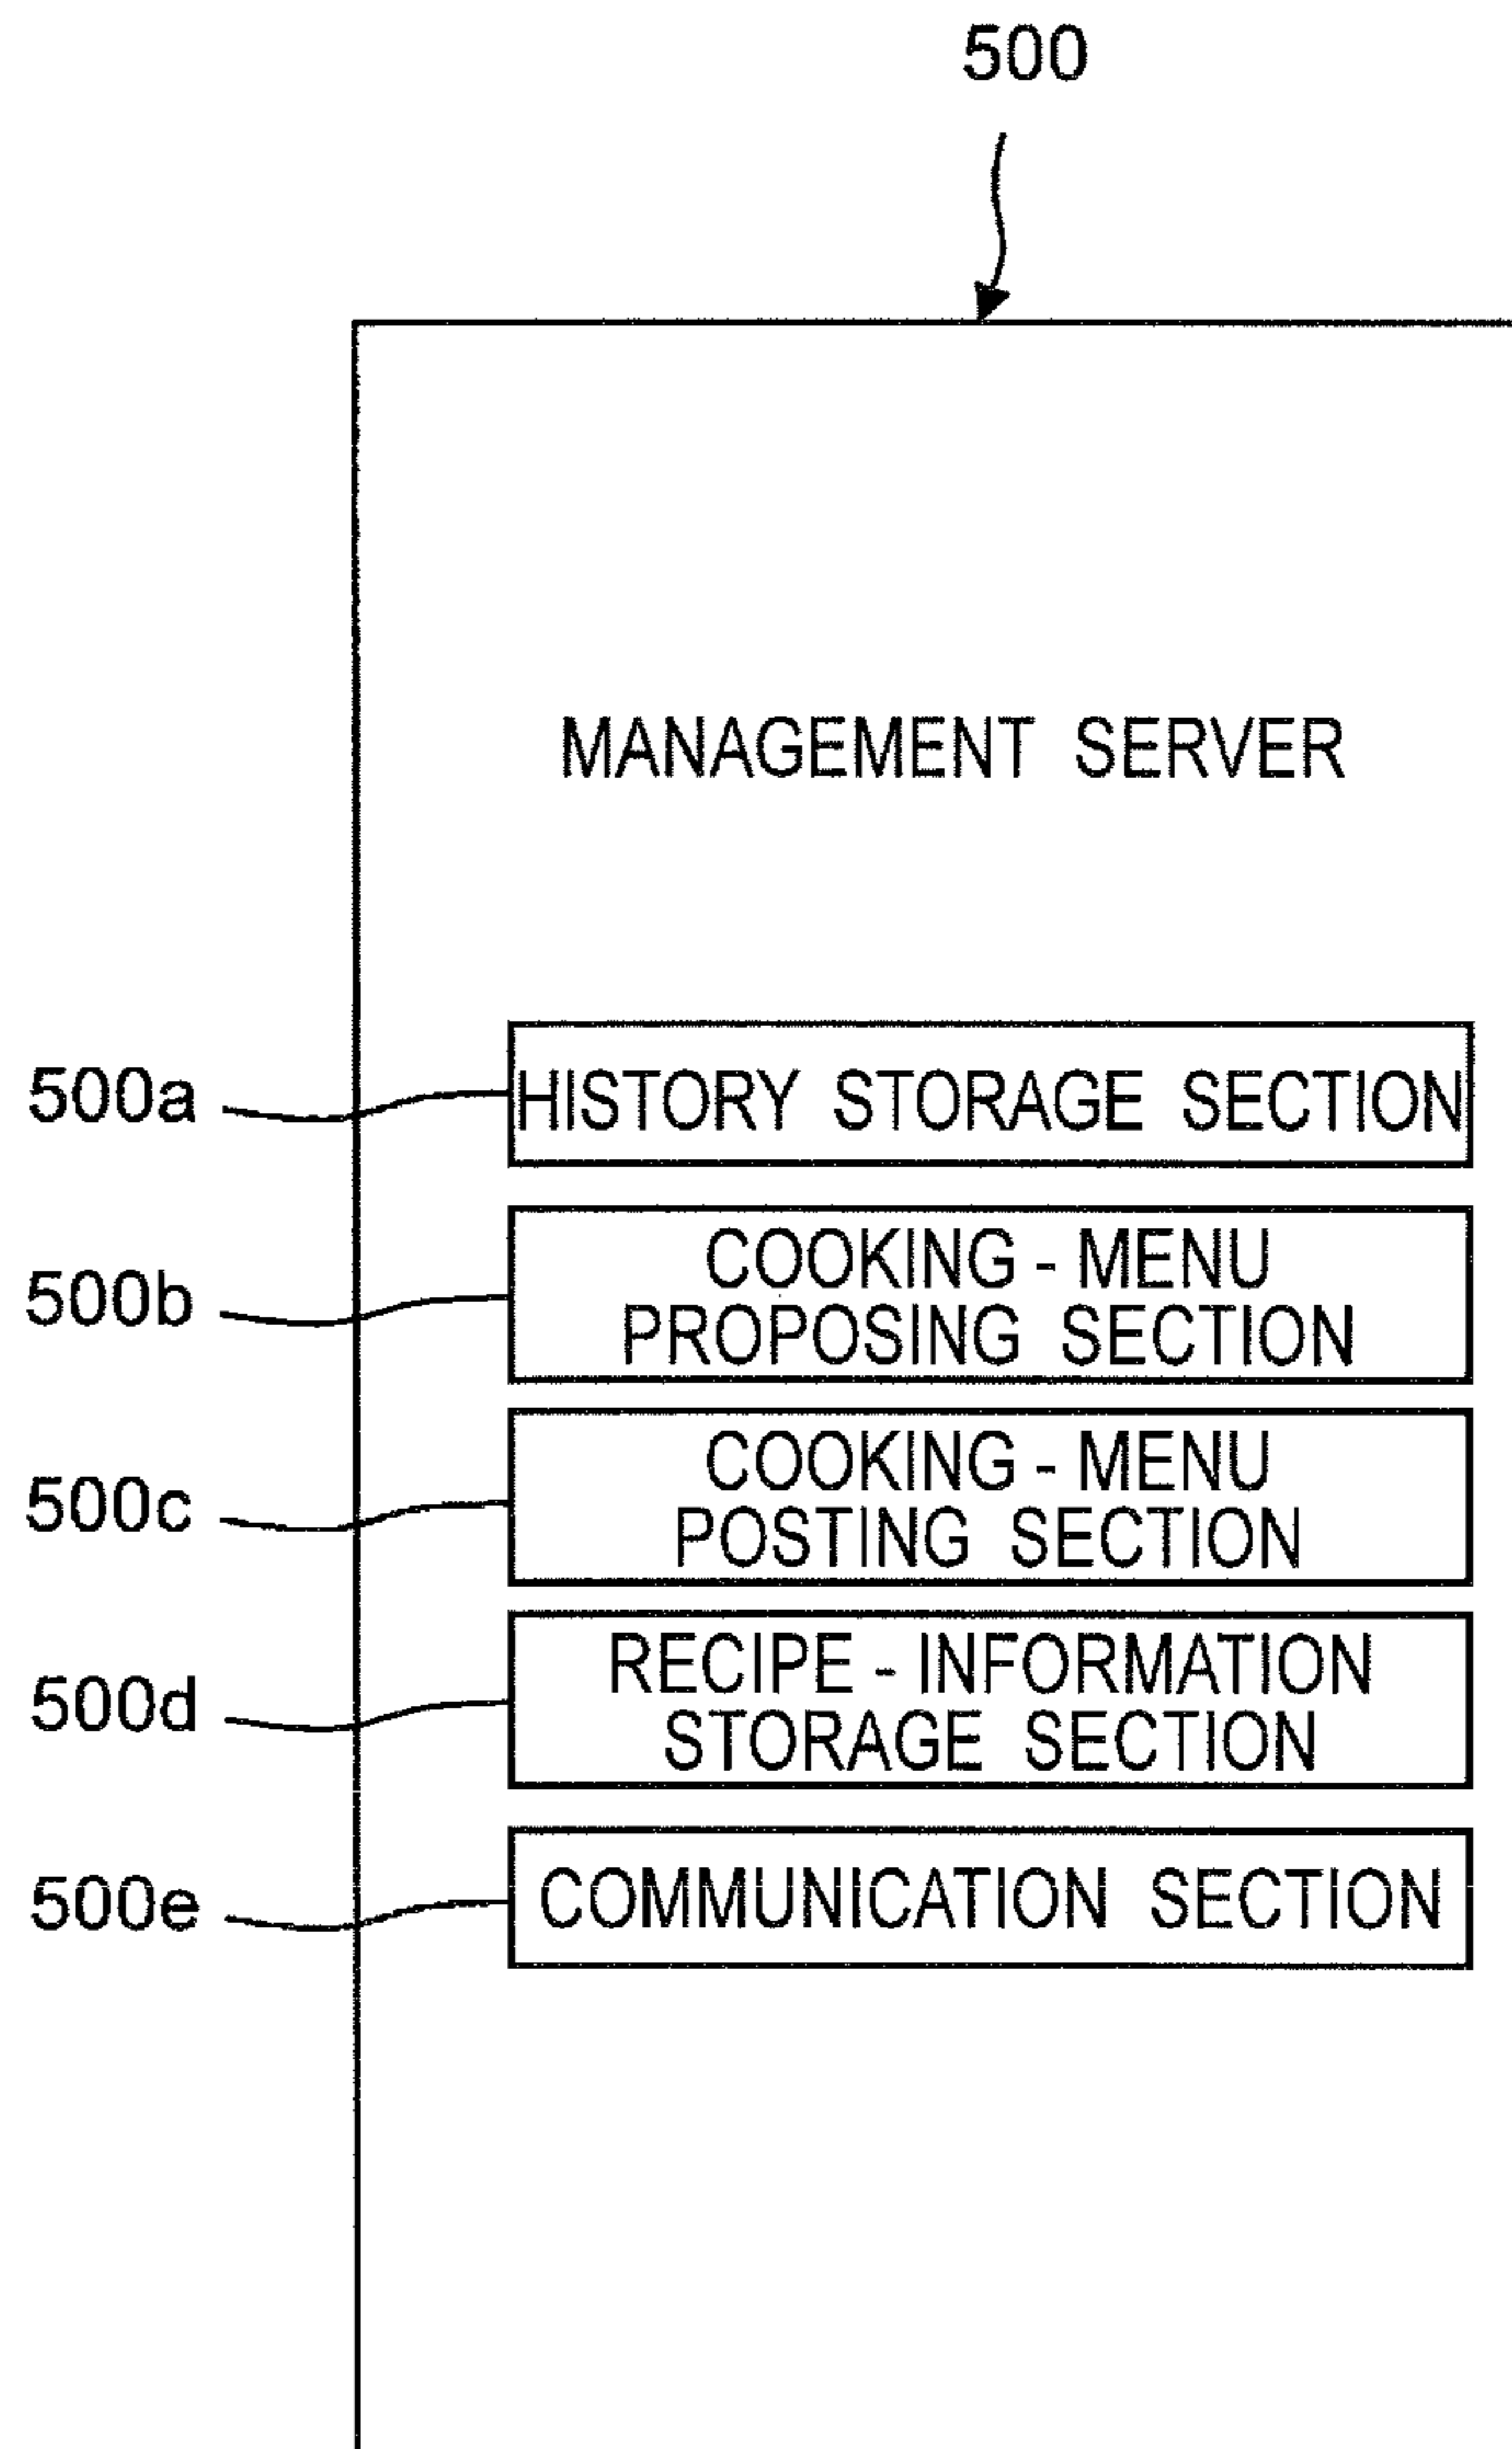 500
MANAGEMENT SERVER
500a
HISTORY STORAGE SECTION
500b
COOKING - MENU
PROPOSING SECTION
500c
COOKING - MENU
POSTING SECTION
500d
RECIPE - INFORMATION
STORAGE SECTION
500e
COMMUNICATION SECTION